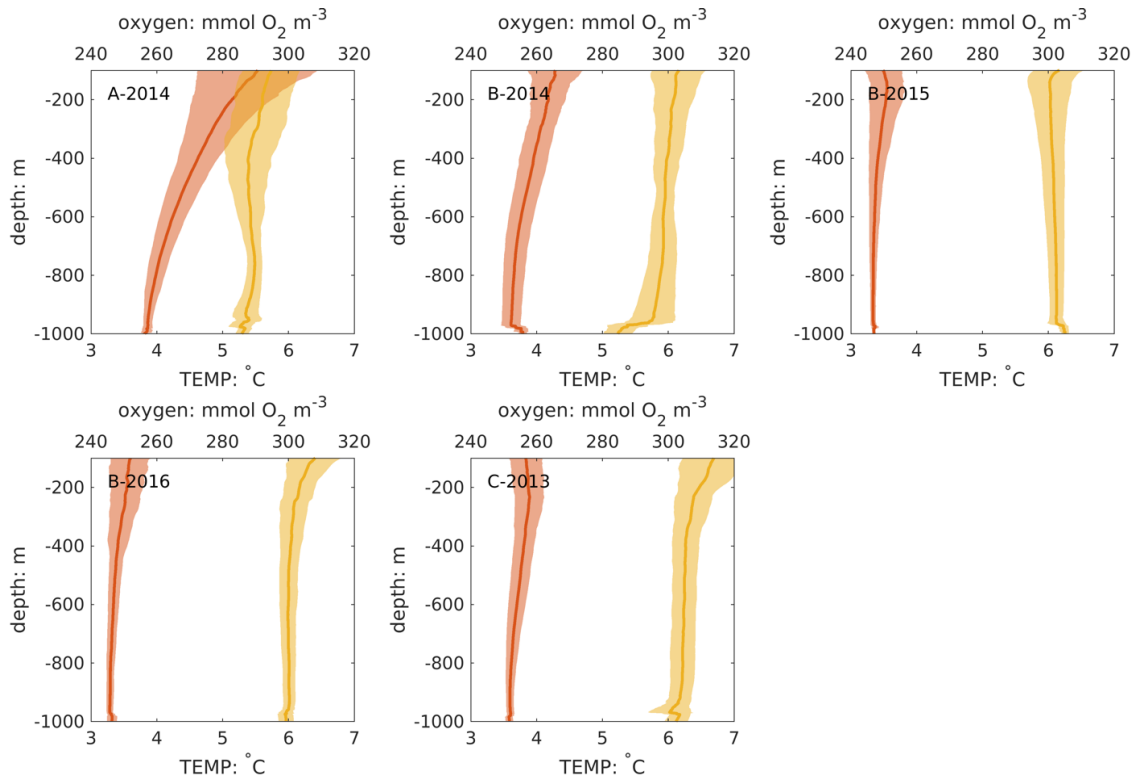 oxygen: mmol O₂ m⁻³
240 260 280 300 320
A-2014
-200
-400
-600
-800
-1000
depth: m
3 4 5 6 7
TEMP: °C
oxygen: mmol O₂ m⁻³
240 260 280 300 320
B-2014
-200
-400
-600
-800
-1000
depth: m
3 4 5 6 7
TEMP: °C
oxygen: mmol O₂ m⁻³
240 260 280 300 320
B-2015
-200
-400
-600
-800
-1000
depth: m
3 4 5 6 7
TEMP: °C
oxygen: mmol O₂ m⁻³
240 260 280 300 320
B-2016
-200
-400
-600
-800
-1000
depth: m
3 4 5 6 7
TEMP: °C
oxygen: mmol O₂ m⁻³
240 260 280 300 320
C-2013
-200
-400
-600
-800
-1000
depth: m
3 4 5 6 7
TEMP: °C